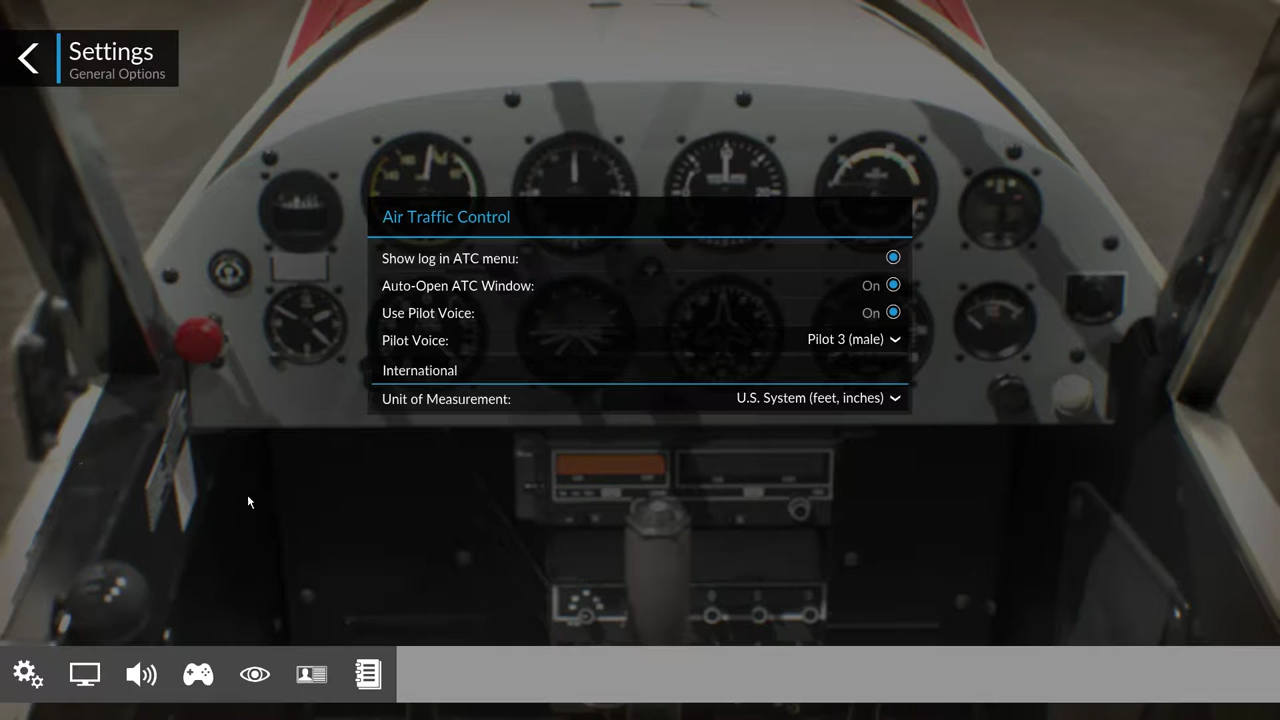 Settings
General Options
Air Traffic Control
Show log in ATC menu:
Auto-Open ATC Window: On
Use Pilot Voice: On
Pilot Voice: Pilot 3 (male)
International
Unit of Measurement: U.S. System (feet, inches)